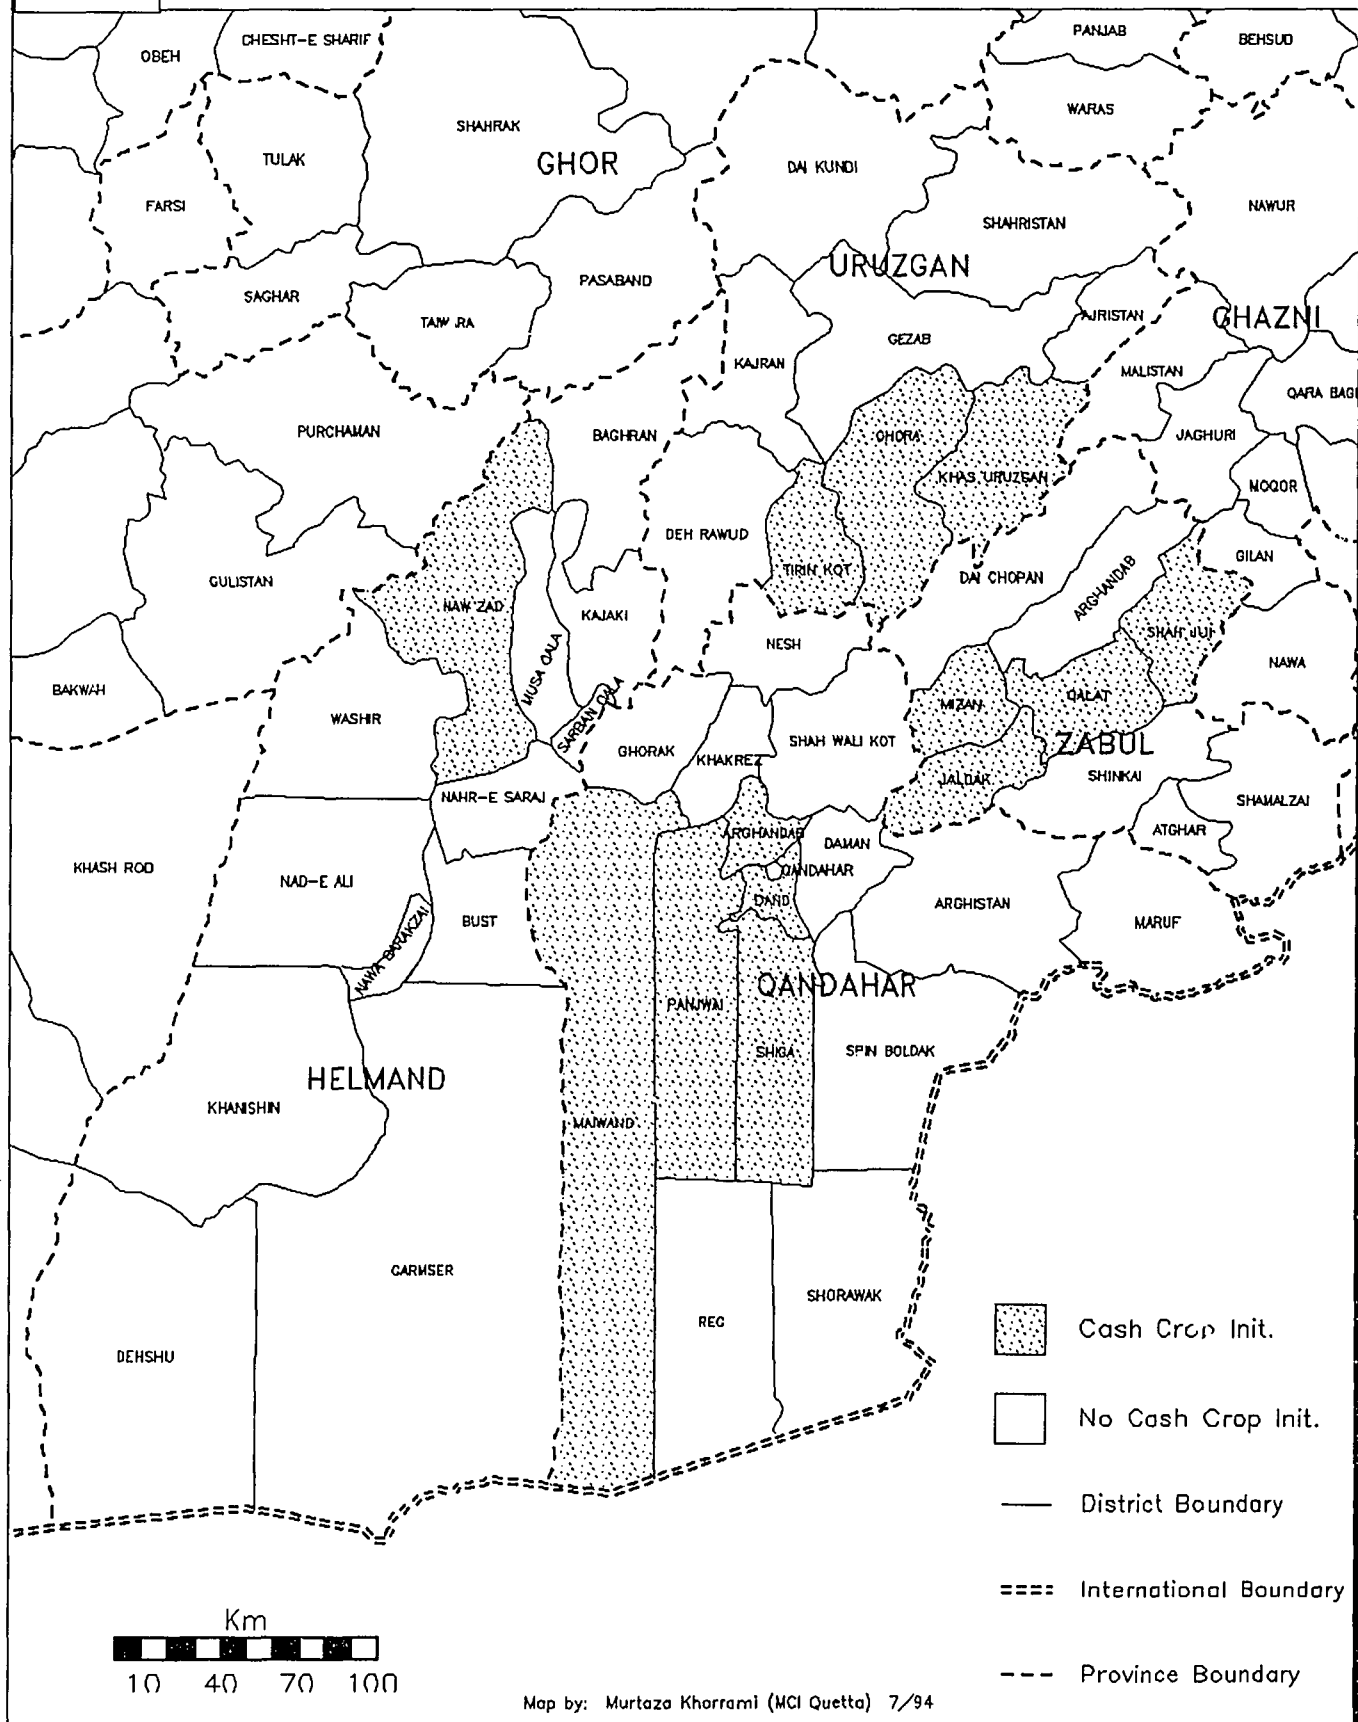 CHESHT-E SHARIF
PANJAB
BEHSUD
OBEH
WARAS
SHAHRAK
TULAK
GHOR
DAI KUNDI
FARSI
NAWUR
SHAHRISTAN
URUZGAN
PASABAND
SAGHAR
AJRISTAN
GHAZNI
TAIW RA
GEZAB
KAJRAN
MALISTAN
QARA BAGH
PURCHAMAN
BAGHRAN
CHORA
JAGHURI
KHAS URUZGAN
MOQOR
DEH RAWUD
GILAN
TIRIN KOT
DAI CHOPAN
GULISTAN
ARGHANDAB
NAW ZAD
KAJAKI
SHAH JUI
NESH
NAWA
MUSA QALA
BAKWAH
QALAT
MIZAN
WASHIR
SARBAN QALA
SHAH WALI KOT
ZABUL
GHORAK
KHAKREZ
SHINKAI
JALDAK
NAHR-E SARAJ
SHAMALZAI
ARGHANDAB
ATGHAR
DAMAN
KHASH ROD
QANDAHAR
NAD-E ALI
DAND
ARGHISTAN
BUST
MARUF
NAWA BARAKZAI
QANDAHAR
PANJWAI
SHIGA
SPIN BOLDAK
HELMAND
KHANISHIN
MAIWAND
GARMSER
SHORAWAK
REG
DEHSHU
Cash Crop Init.
No Cash Crop Init.
District Boundary
International Boundary
Province Boundary
Km
10 40 70 100
Map by: Murtaza Khorrami (MCI Quetta) 7/94